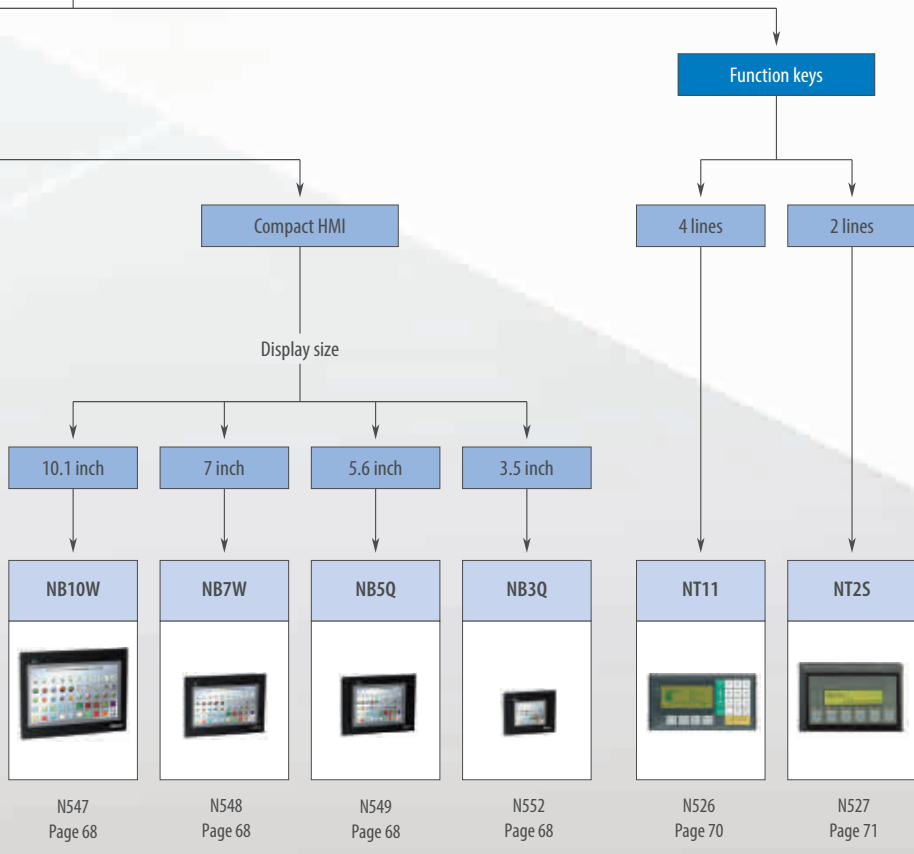 Function keys
Compact HMI
4 lines
2 lines
Display size
10.1 inch
7 inch
5.6 inch
3.5 inch
NB10W
NB7W
NB5Q
NB3Q
NT11
NT2S
N547
N548
N549
N552
N526
N527
Page 68
Page 68
Page 68
Page 68
Page 70
Page 71